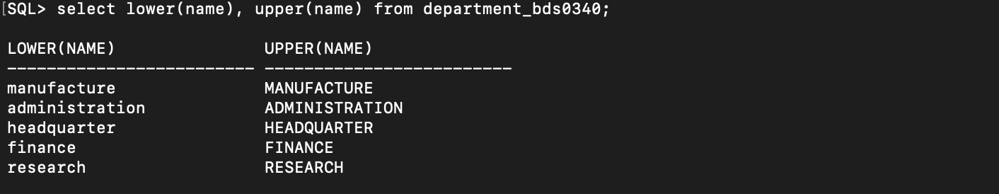 [SQL> select lower(name), upper(name) from department_bds0340;
LOWER(NAME) UPPER(NAME)
------------------------- -------------------------
manufacture MANUFACTURE
administration ADMINISTRATION
headquarter HEADQUARTER
finance FINANCE
research RESEARCH